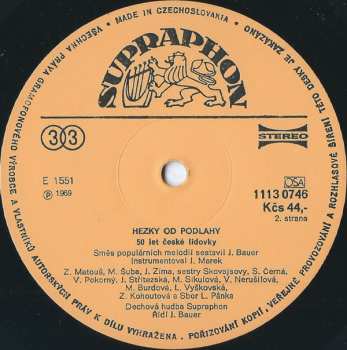 VŠECHNA PRÁVA GRAMOFONOVÉHO VÝROBCE A VLASTNÍKŮ AUTORSKÝCH PRÁV K DÍLU VYHRAŽENA. POŘIZOVÁNÍ KOPIÍ, VEŘEJNÉ PROVOZOVÁNÍ A ROZHLASOVÉ ŠÍŘENÍ TÉTO DESKY JE ZAKÁZÁNO
• MADE IN CZECHOSLOVAKIA •
SUPRAPHON
33
STEREO
E 1551
℗ 1969
OSA
1113 0746
Kčs 44,-
2. strana
HEZKY OD PODLAHY
50 let české lidovky
Směs populárních melodií sestavil J. Bauer
Instrumentoval J. Marek
Z. Matouš, M. Šuba, J. Zíma, sestry Skovajsovy, S. Černá,
V. Pokorný, J. Střítezská, M. Sikulová, V. Nerušilová,
M. Burdová, L. Vyškovská,
Z. Kohoutová a Sbor L. Pánka
Dechová hudba Supraphon
Řídí J. Bauer